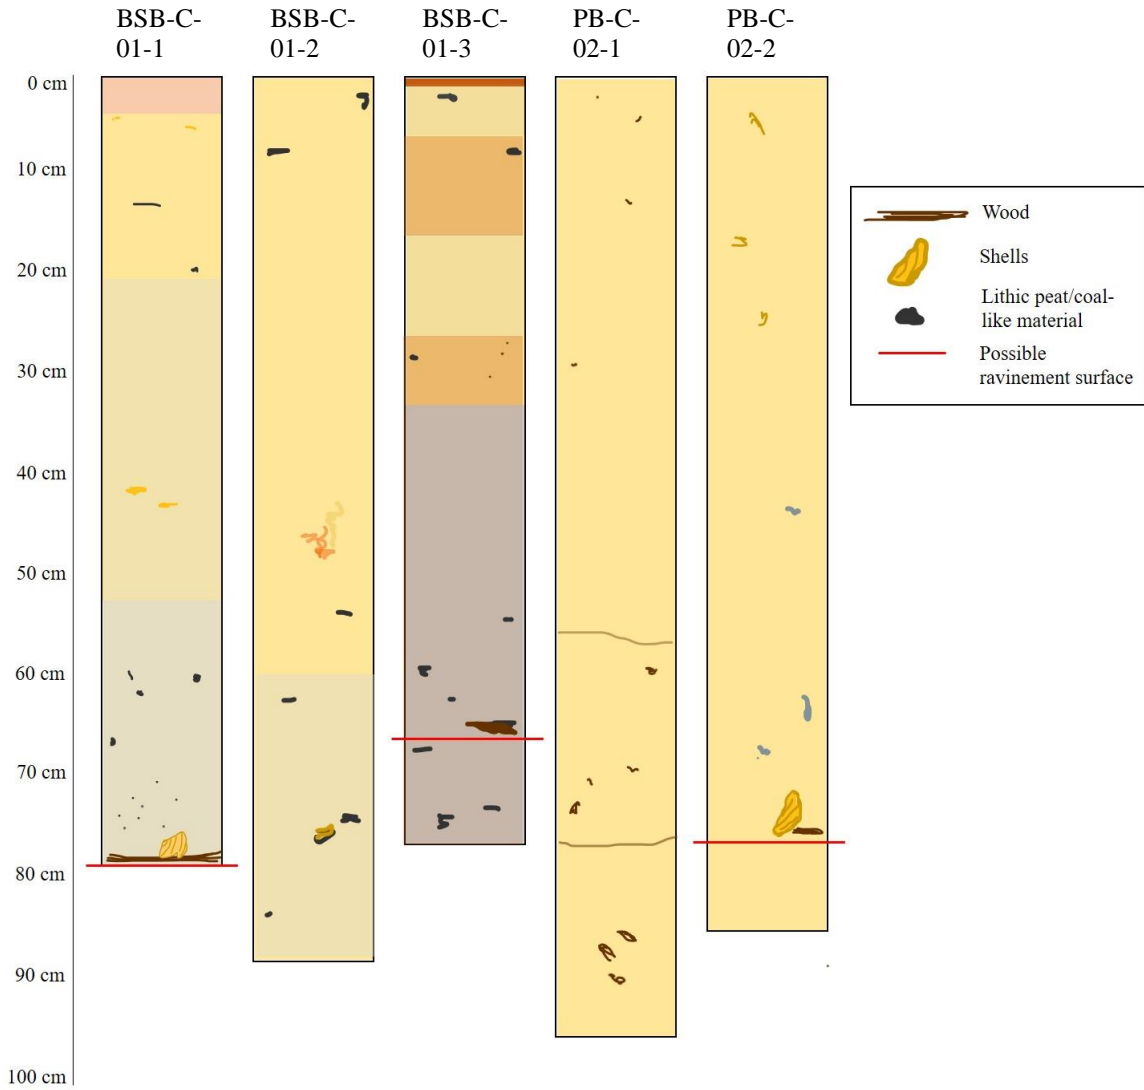 BSB-C-
01-1
BSB-C-
01-2
BSB-C-
01-3
PB-C-
02-1
PB-C-
02-2
0 cm
10 cm
20 cm
30 cm
40 cm
50 cm
60 cm
70 cm
80 cm
90 cm
100 cm
Wood
Shells
Lithic peat/coal-
like material
Possible
ravinement surface